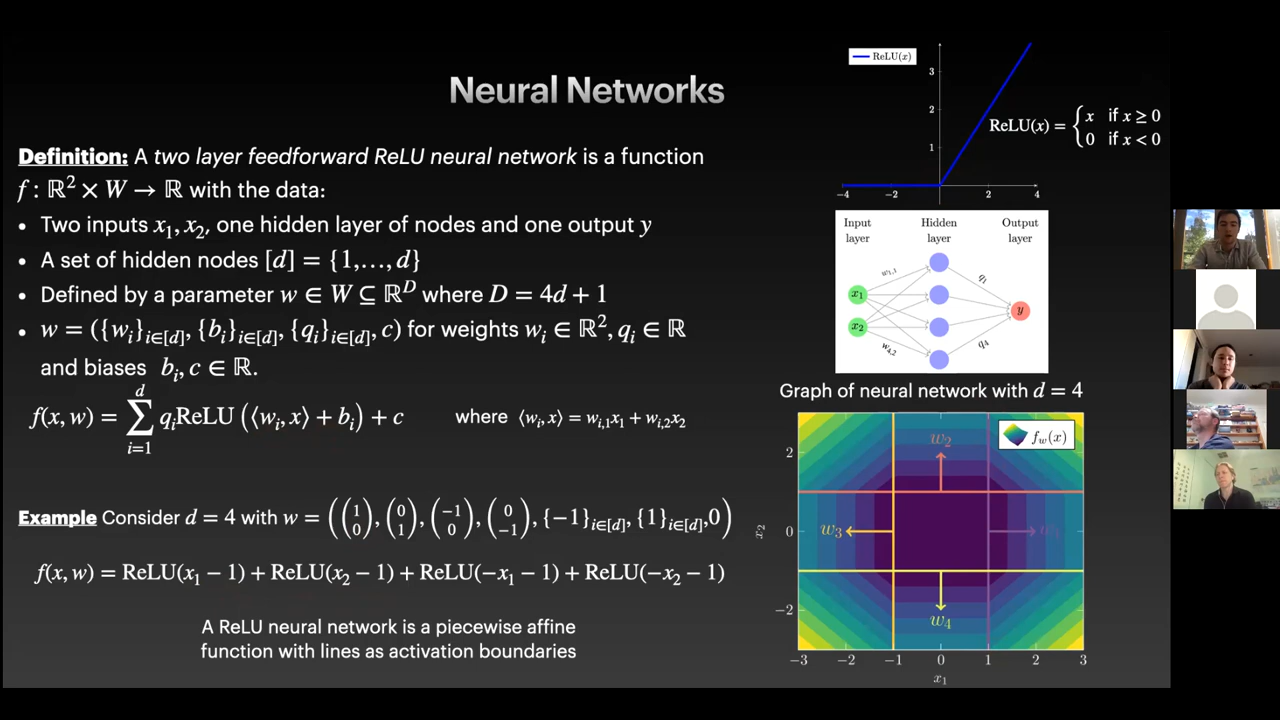 Neural Networks
Definition: A two layer feedforward ReLU neural network is a function
f : ℝ² × W → ℝ with the data:
• Two inputs x₁, x₂, one hidden layer of nodes and one output y
• A set of hidden nodes [d] = {1,…,d}
• Defined by a parameter w ∈ W ⊆ ℝᴰ where D = 4d + 1
• w = ({wᵢ}ᵢ∈[d], {bᵢ}ᵢ∈[d], {qᵢ}ᵢ∈[d], c) for weights wᵢ ∈ ℝ², qᵢ ∈ ℝ
and biases bᵢ, c ∈ ℝ.
f(x, w) = ∑_{i=1}^{d} qᵢReLU (⟨wᵢ, x⟩ + bᵢ) + c where ⟨wᵢ, x⟩ = wᵢ,₁x₁ + wᵢ,₂x₂
Example Consider d = 4 with w = ((1 0), (0 1), (−1 0), (0 −1), {−1}ᵢ∈[d], {1}ᵢ∈[d],0)
f(x, w) = ReLU(x₁ − 1) + ReLU(x₂ − 1) + ReLU(−x₁ − 1) + ReLU(−x₂ − 1)
A ReLU neural network is a piecewise affine
function with lines as activation boundaries
ReLU(x)
3
2
1
−4 −2 2 4
ReLU(x) = { x if x ≥ 0
0 if x < 0
Input layer Hidden layer Output layer
w₁,₁ q₁
x₁
x₂
y
w₄,₂ q₄
Graph of neural network with d = 4
f_w(x)
w₂
w₃ w₁
w₄
2
0
−2
x₂
−3 −2 −1 0 1 2 3
x₁